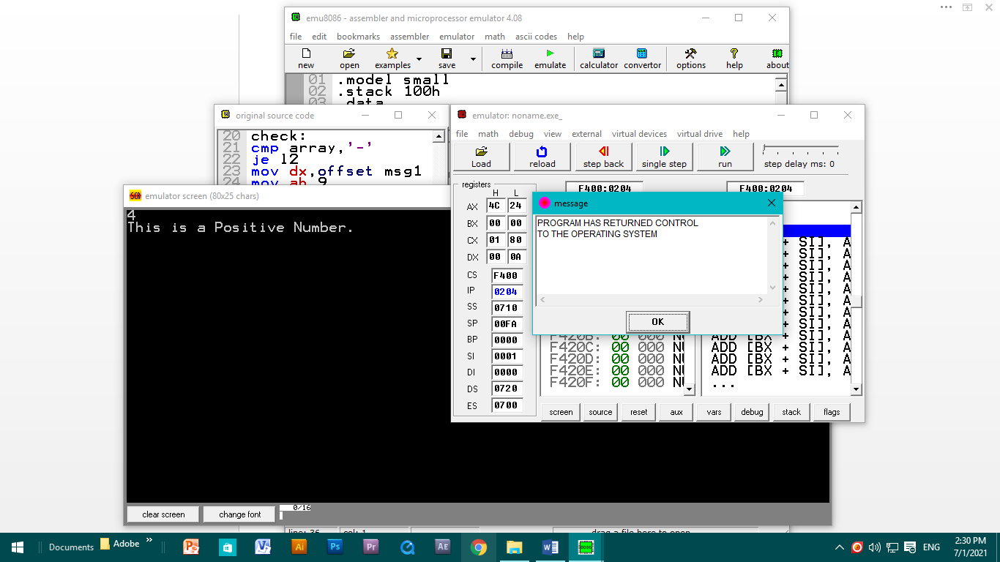 emu8086 - assembler and microprocessor emulator 4.08
file edit bookmarks assembler emulator math ascii codes help
new open examples save compile emulate calculator convertor options help about
01 .model small
02 .stack 100h
03 .data
original source code
20 check:
21 cmp array,'-'
22 je l2
23 mov dx,offset msg1
24 mov ah,9
emulator: noname.exe_
file math debug view external virtual devices virtual drive help
Load reload step back single step run step delay ms: 0
registers
H L
F400:0204 F400:0204
AX 4C 24
BX 00 00
CX 01 80
DX 00 0A
CS F400
IP 0204
SS 0710
SP 00FA
BP 0000
SI 0001
DI 0000
DS 0720
ES 0700
message
PROGRAM HAS RETURNED CONTROL
TO THE OPERATING SYSTEM
OK
+ SI], A
+ SI], A
+ SI], A
+ SI], A
+ SI], A
+ SI], A
+ SI], A
+ SI], A
F420B: 00 000 NU ADD [BX + SI], A
F420C: 00 000 NU ADD [BX + SI], A
F420D: 00 000 NU ADD [BX + SI], A
F420E: 00 000 NU ADD [BX + SI], A
F420F: 00 000 NU ...
screen source reset aux vars debug stack flags
emulator screen (80x25 chars)
4
This is a Positive Number.
clear screen change font 0/16
line: 36 col: 1 drag a file here to open
Documents Adobe »
Ai Ps Pr AE
ENG
2:30 PM
7/1/2021